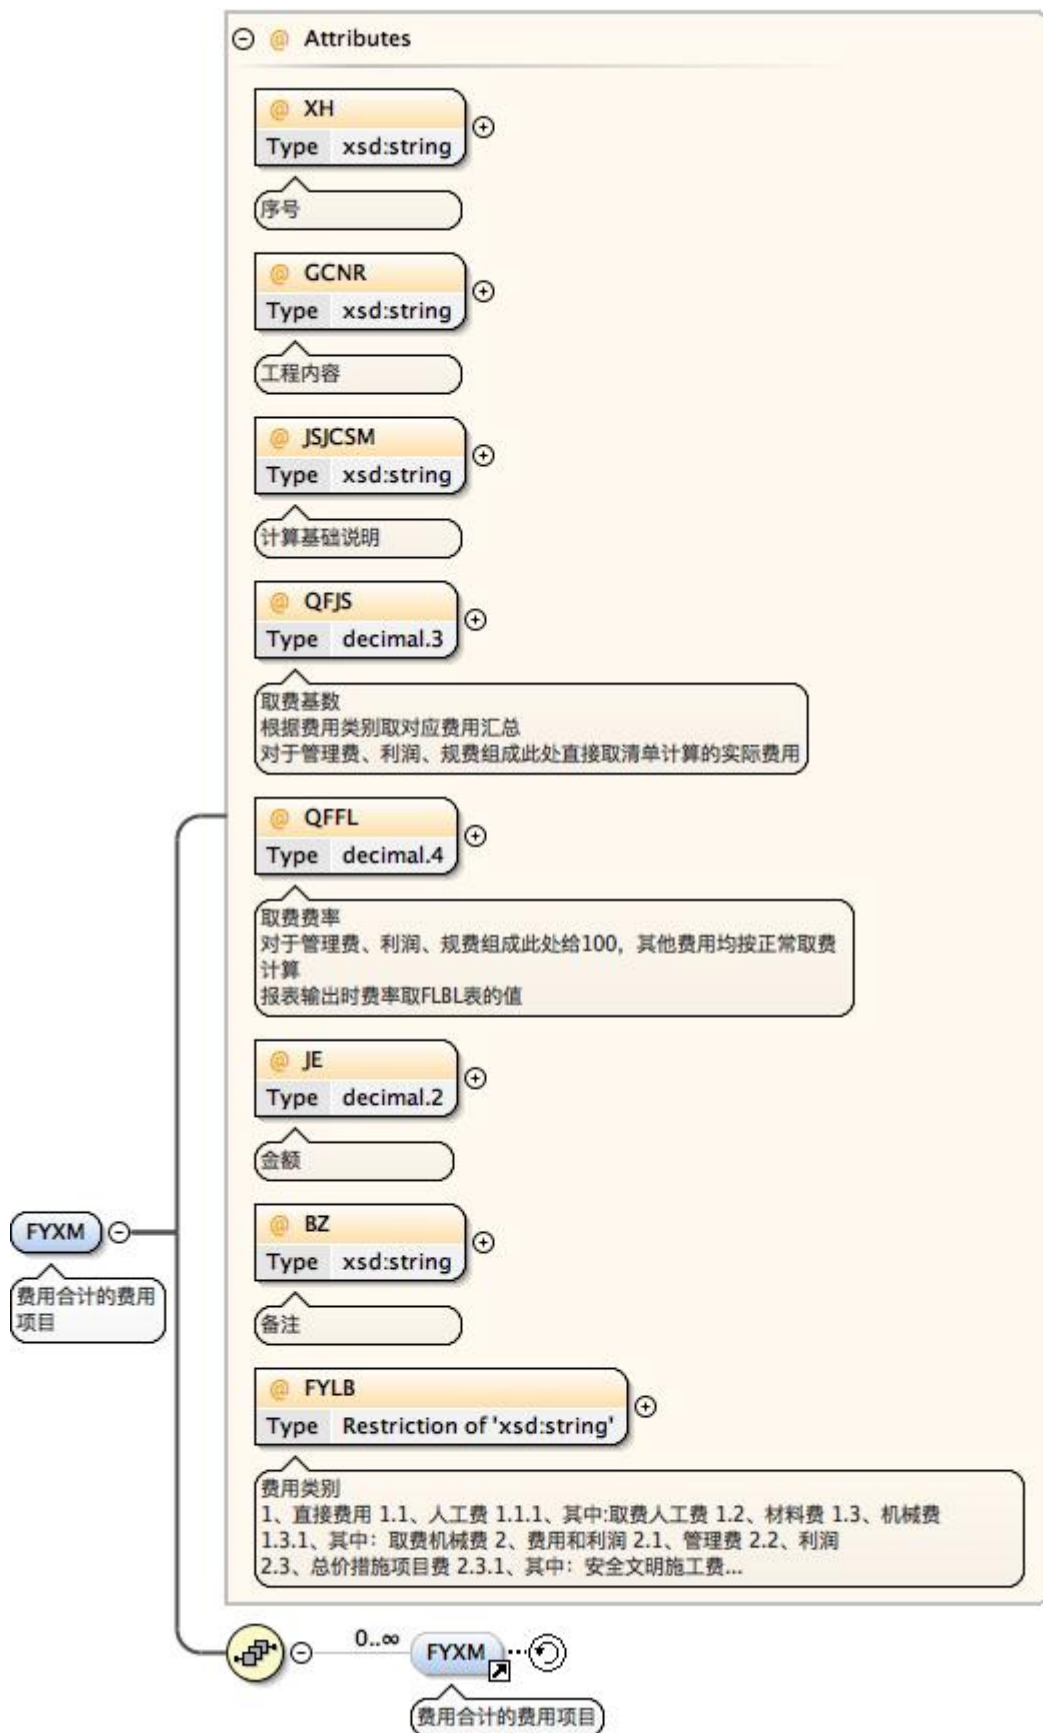 @ Attributes
@ XH
Type xsd:string
序号
@ GCNR
Type xsd:string
工程内容
@ JSJCSM
Type xsd:string
计算基础说明
@ QFJS
Type decimal.3
取费基数
根据费用类别取对应费用汇总
对于管理费、利润、规费组成此处直接取清单计算的实际费用
@ QFFL
Type decimal.4
取费费率
对于管理费、利润、规费组成此处给100，其他费用均按正常取费
计算
报表输出时费率取FLBL表的值
@ JE
Type decimal.2
金额
@ BZ
Type xsd:string
备注
@ FYLB
Type Restriction of 'xsd:string'
费用类别
1、直接费用 1.1、人工费 1.1.1、其中:取费人工费 1.2、材料费 1.3、机械费
1.3.1、其中：取费机械费 2、费用和利润 2.1、管理费 2.2、利润
2.3、总价措施项目费 2.3.1、其中：安全文明施工费...
FYXM
费用合计的费用
项目
0..∞
FYXM
费用合计的费用项目